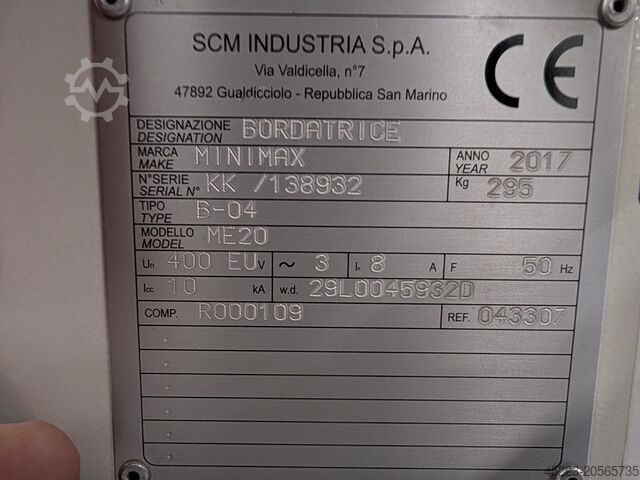 SCM INDUSTRIA S.p.A.
Via Valdicella, n°7
47892 Gualdicciolo - Repubblica San Marino
CE
DESIGNAZIONE DESIGNATION BORDATRICE
MARCA MAKE MINIMAX ANNO YEAR 2017
N°SERIE SERIAL N° KK /138932 Kg 295
TIPO TYPE B-04
MODELLO MODEL ME20
Un 400 EU V ~ 3 In 8 A F 50 Hz
Icc 10 kA w.d. 29L0045932D
COMP. R000109 REF. 043307